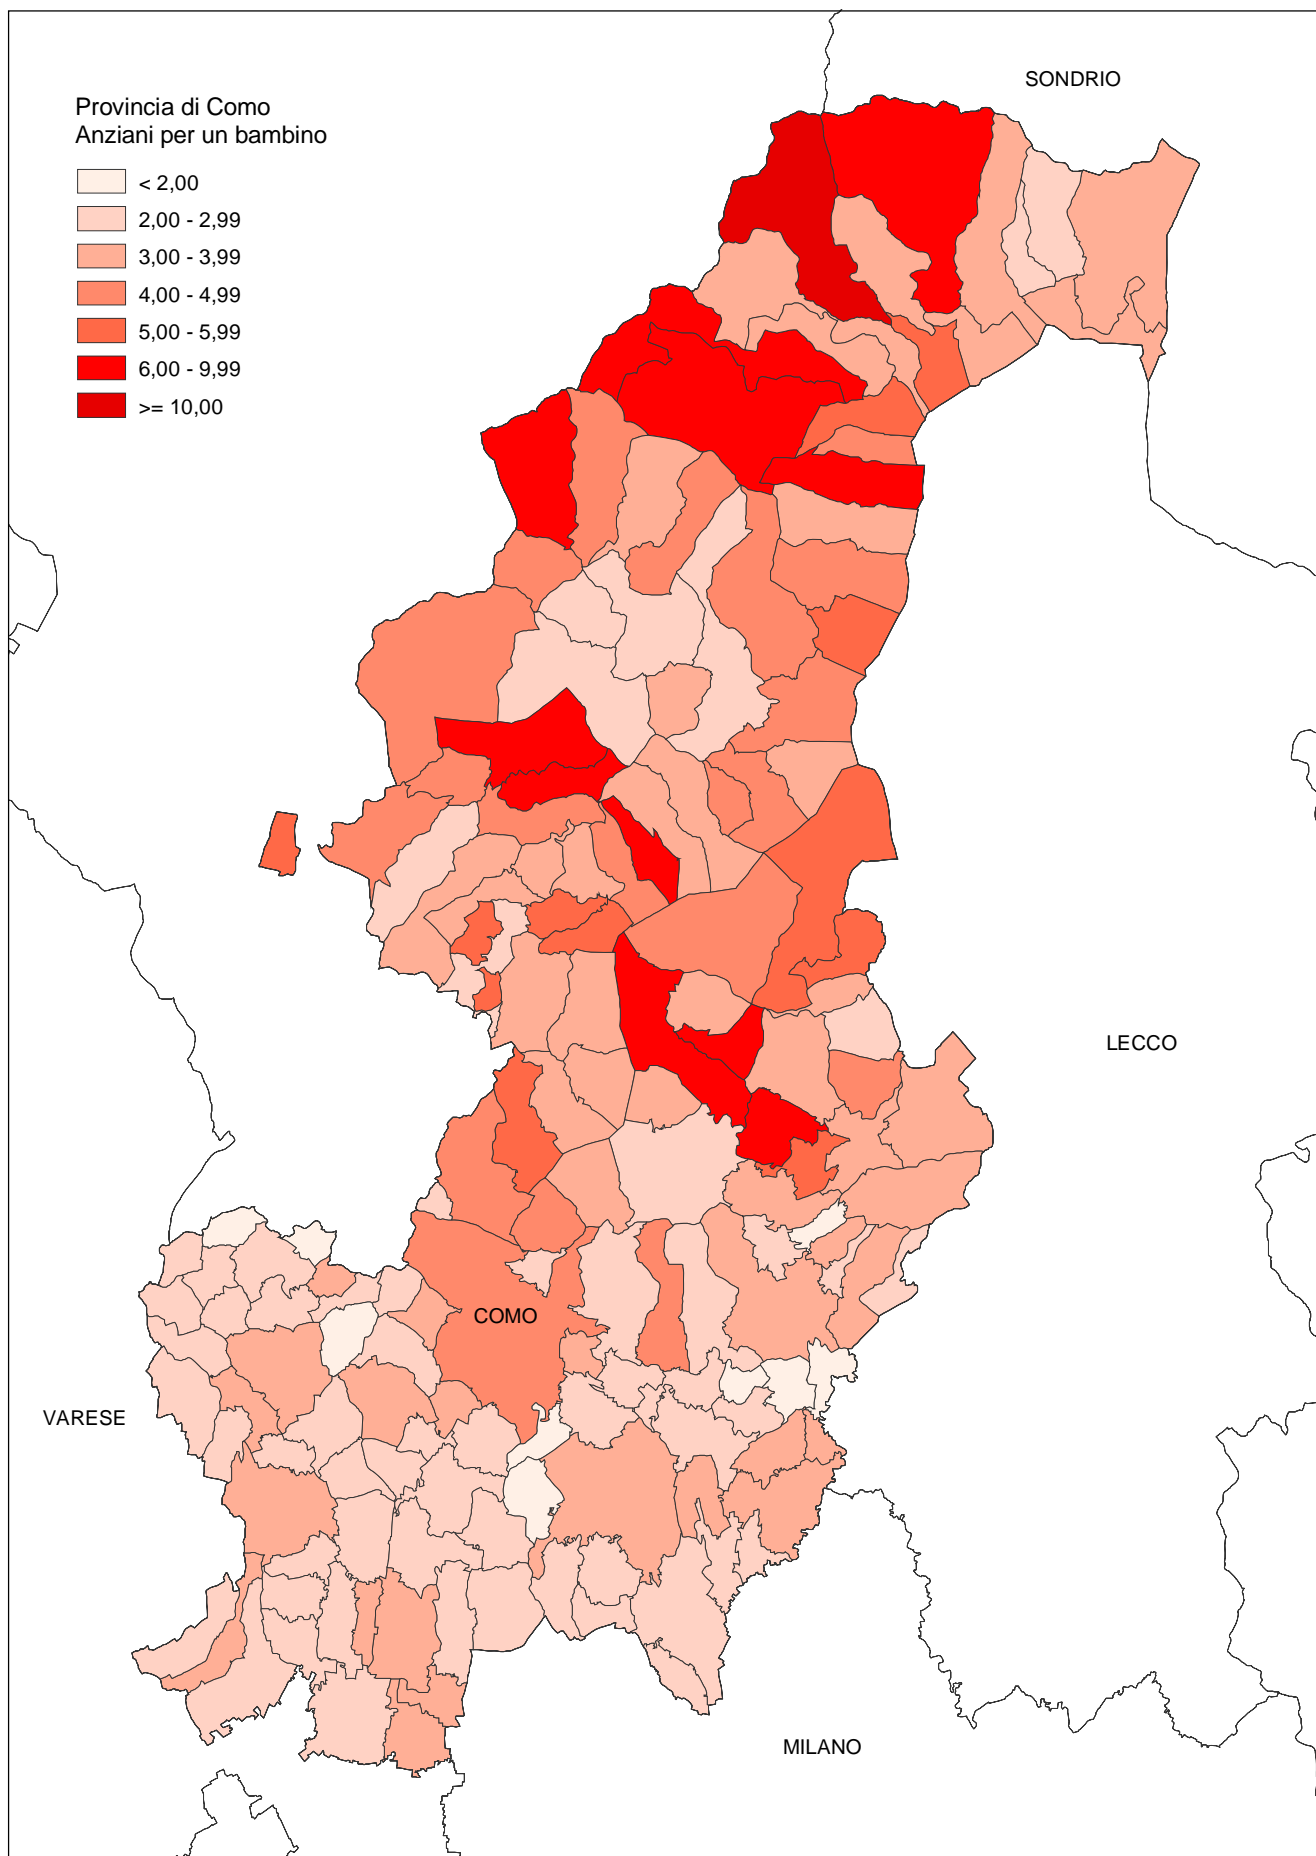 SONDRIO
Provincia di Como
Anziani per un bambino
< 2,00
2,00 - 2,99
3,00 - 3,99
4,00 - 4,99
5,00 - 5,99
6,00 - 9,99
>= 10,00
LECCO
COMO
VARESE
MILANO